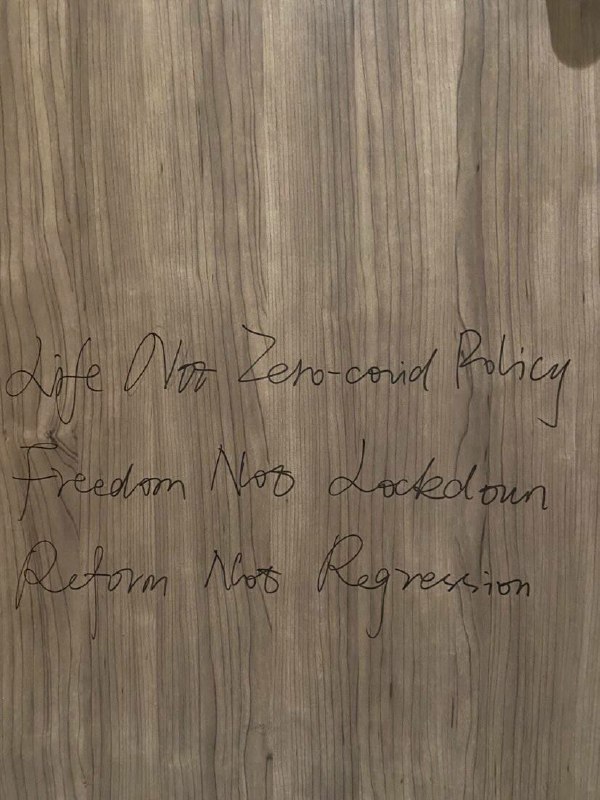 Life Not Zero-covid Policy
Freedom Not Lockdown
Reform Not Regression